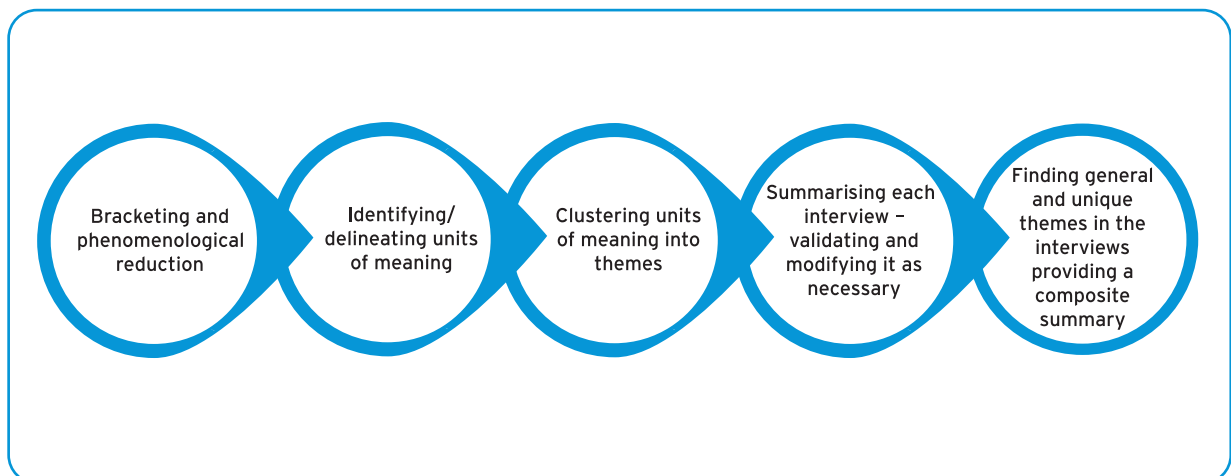 Bracketing and
phenomenological
reduction
Identifying/
delineating units
of meaning
Clustering units
of meaning into
themes
Summarising each
interview –
validating and
modifying it as
necessary
Finding general
and unique
themes in the
interviews
providing a
composite
summary